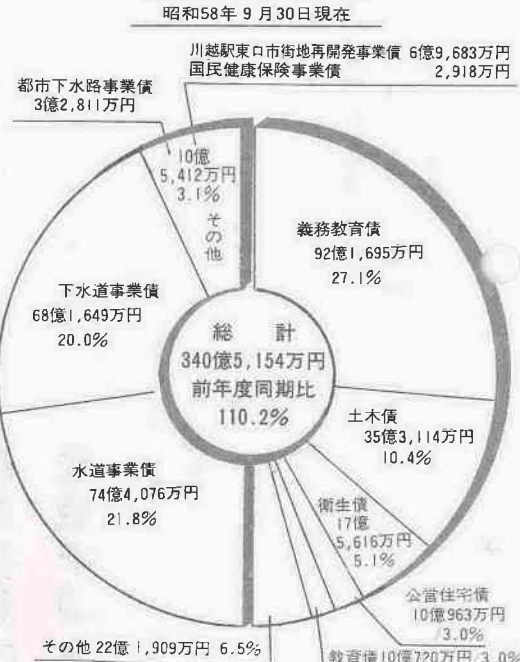 昭和58年9月30日現在
川越駅東口市街地再開発事業債 6億9,683万円
国民健康保険事業債 2,918万円
都市下水路事業債
3億2,811万円
10億
5,412万円
3.1%
その他
義務教育債
92億1,695万円
27.1%
下水道事業債
68億1,649万円
20.0%
総計
340億5,154万円
前年度同期比
110.2%
土木債
35億3,114万円
10.4%
水道事業債
74億4,076万円
21.8%
衛生債
17億
5,616万円
5.1%
公営住宅債
10億963万円
3.0%
その他 22億1,909万円 6.5%
教育債10億720万円 3.0%